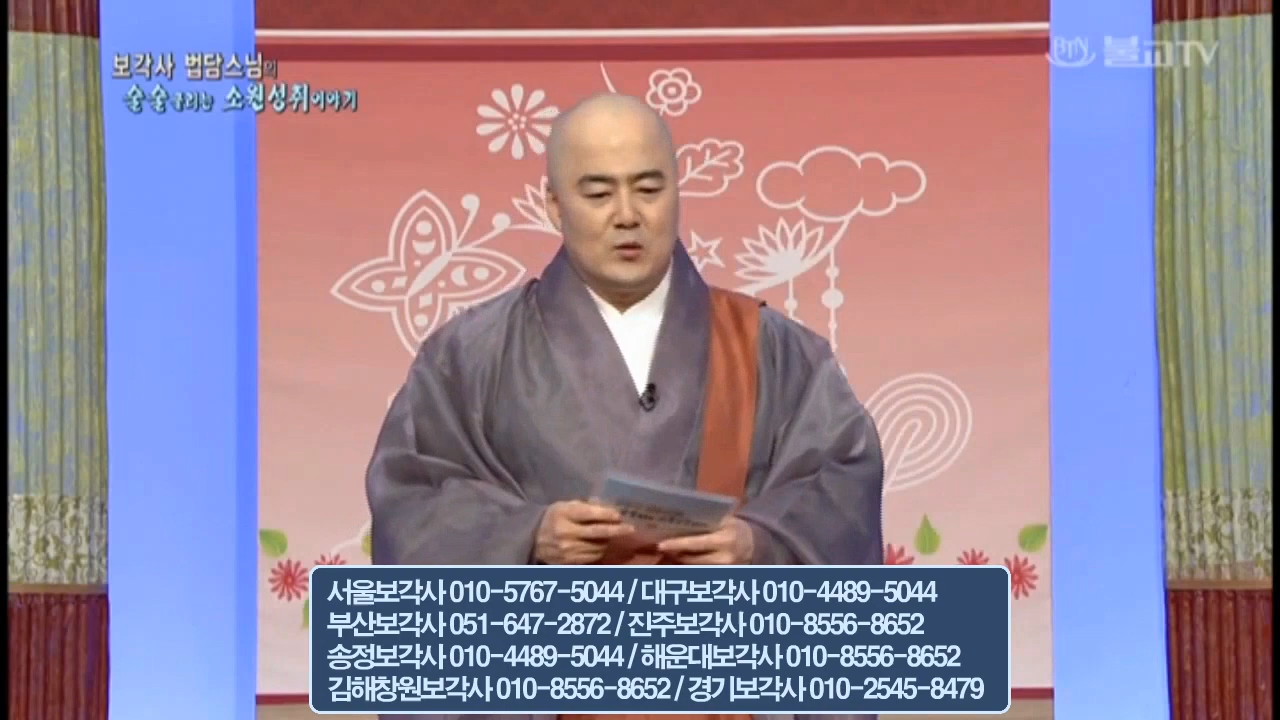 보각사 법담스님의
술술 풀리는 소원성취 이야기
BTN 불교TV
서울보각사 010-5767-5044 / 대구보각사 010-4489-5044
부산보각사 051-647-2872 / 진주보각사 010-8556-8652
송정보각사 010-4489-5044 / 해운대보각사 010-8556-8652
김해창원보각사 010-8556-8652 / 경기보각사 010-2545-8479